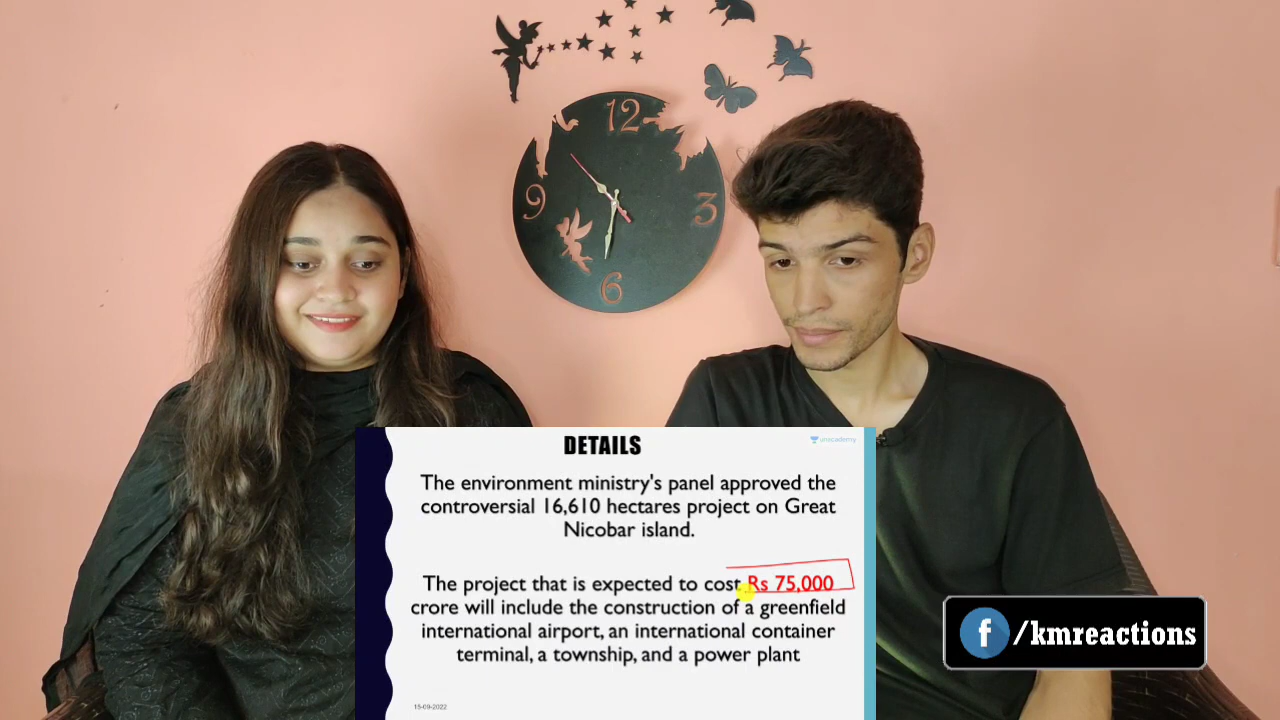 12
9
3
6
DETAILS
unacademy
The environment ministry's panel approved the
controversial 16,610 hectares project on Great
Nicobar island.
The project that is expected to cost Rs 75,000
crore will include the construction of a greenfield
international airport, an international container
terminal, a township, and a power plant
15-09-2022
f /kmreactions